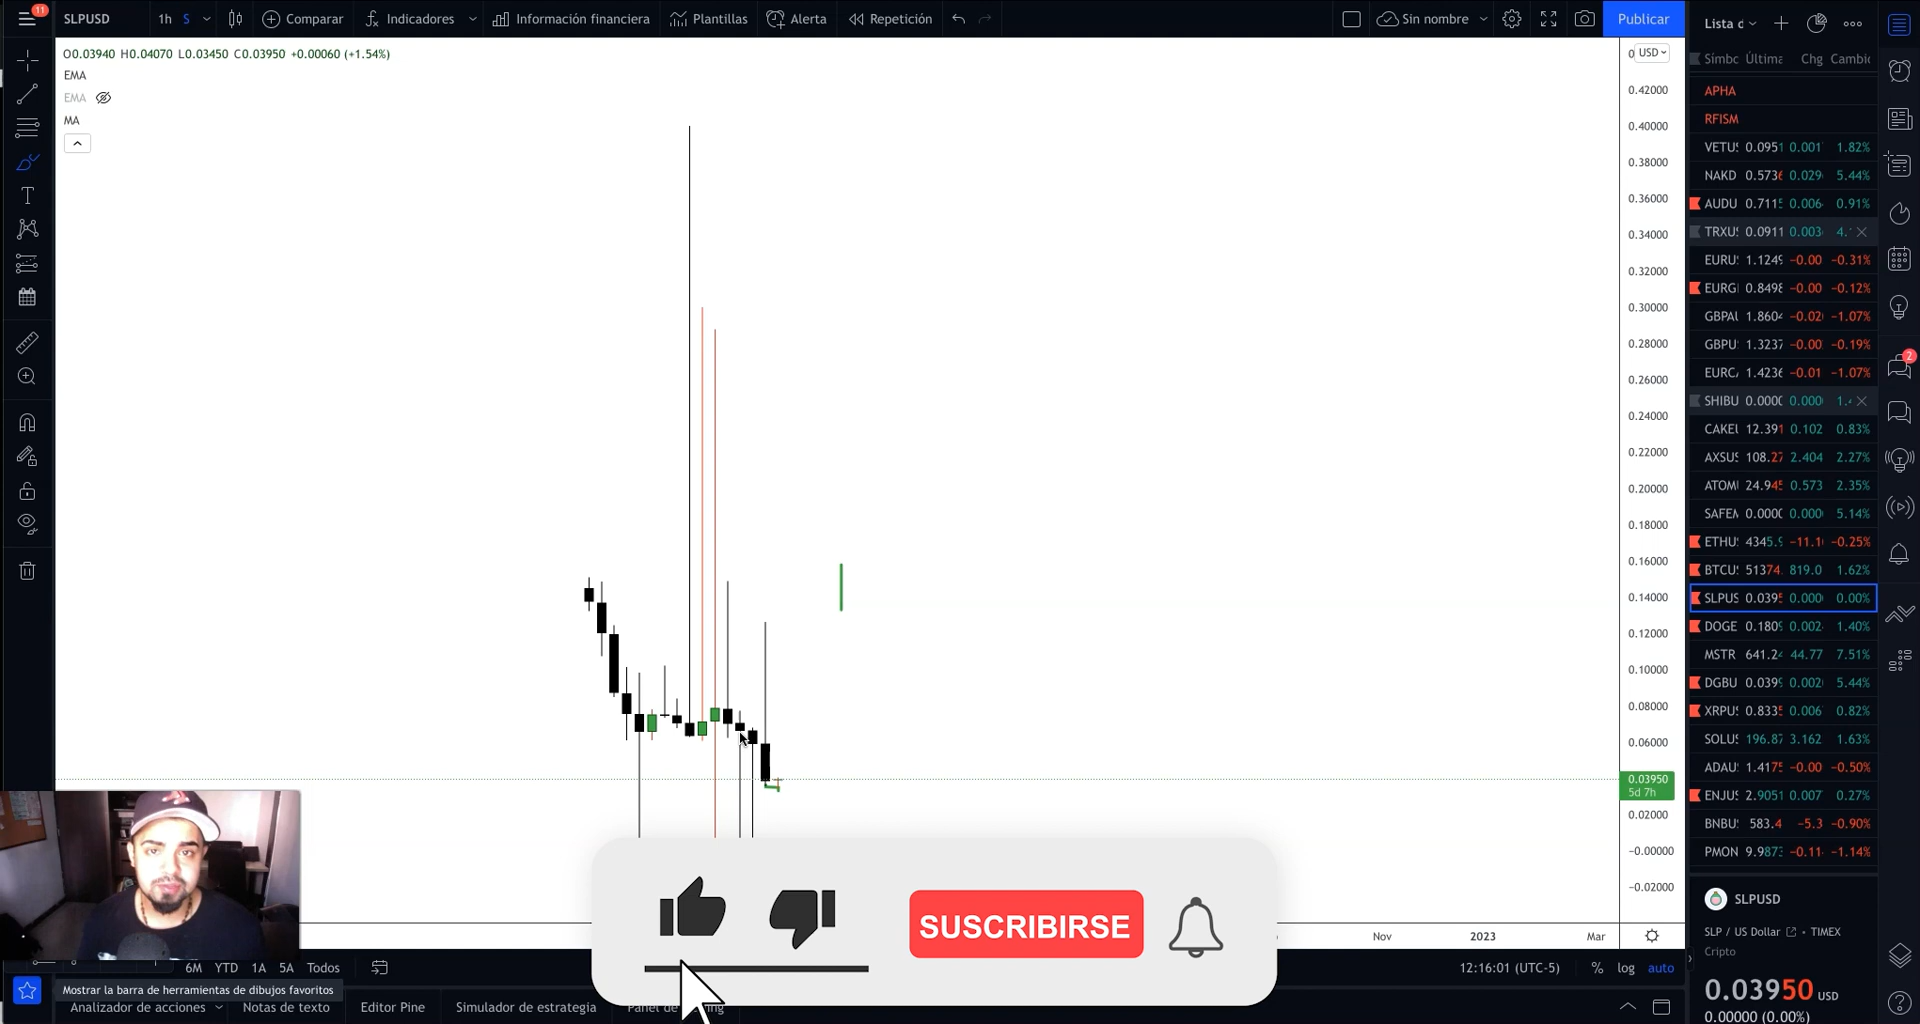 11
SLPUSD 1h S Comparar Indicadores Información financiera Plantillas Alerta Repetición Sin nombre Publicar
O0.03940 H0.04070 L0.03450 C0.03950 +0.00060 (+1.54%)
EMA
EMA
MA
USD
0.42000
0.40000
0.38000
0.36000
0.34000
0.32000
0.30000
0.28000
0.26000
0.24000
0.22000
0.20000
0.18000
0.16000
0.14000
0.12000
0.10000
0.08000
0.06000
0.03950
5d 7h
0.02000
−0.00000
−0.02000
Nov 2023 Mar
Lista
Última Chg
APHA
RFISM
VETU 0.0951 0.001 1.82%
NAKD 0.5736 0.029 5.44%
AUDU 0.7115 0.006 0.91%
TRXU 0.0911 0.003 4.
EURU 1.1249 −0.00 −0.31%
EURG 0.8498 −0.00 −0.12%
GBPA 1.8604 −0.02 −1.07%
GBPU 1.3237 −0.00 −0.19%
EURC 1.4236 −0.01 −1.07%
SHIBU 0.0000 0.000 1.
CAKE 12.391 0.102 0.83%
AXSU 108.27 2.404 2.27%
ATOM 24.945 0.573 2.35%
SAFE 0.0000 0.000 5.14%
ETHU 4345.9 −11.1 −0.25%
BTCU 51374. 819.0 1.62%
SLPU 0.0395 0.000 0.00%
DOGE 0.1809 0.002 1.40%
MSTR 641.2 44.77 7.51%
DGBU 0.0399 0.002 5.44%
XRPU 0.8335 0.006 0.82%
SOLU 196.87 3.162 1.63%
ADAU 1.4175 −0.00 −0.50%
ENJU 2.9051 0.007 0.27%
BNBU 583.4 −5.3 −0.90%
PMON 9.987 −0.11 −1.14%
2
SLPUSD
SLP / US Dollar • TIMEX
Cripto
0.03950 USD
0.00000 (0.00%)
SUSCRIBIRSE
6M YTD 1A 5A Todos
12:16:01 (UTC-5) % log auto
Mostrar la barra de herramientas de dibujos favoritos
Analizador de acciones Notas de texto Editor Pine Simulador de estrategia Panel de